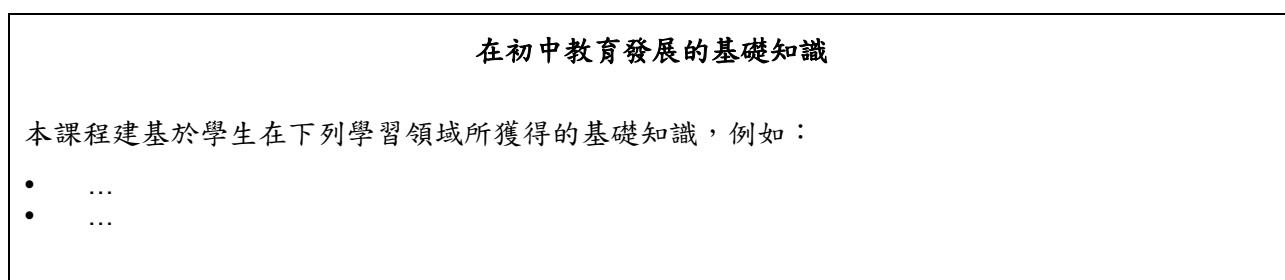 在初中教育發展的基礎知識
本課程建基於學生在下列學習領域所獲得的基礎知識，例如：
• …
• …